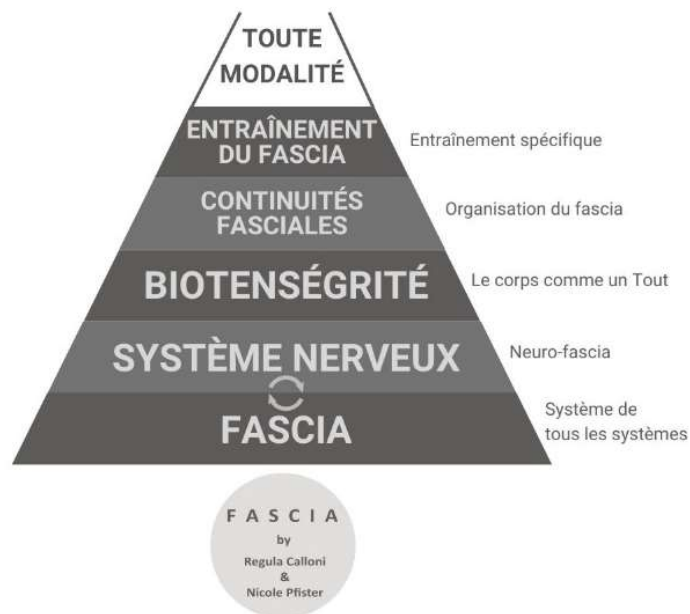 TOUTE
MODALITÉ
ENTRAÎNEMENT
DU FASCIA
Entraînement spécifique
CONTINUITÉS
FASCIALES
Organisation du fascia
BIOTENSÉGRITÉ
Le corps comme un Tout
SYSTÈME NERVEUX
Neuro-fascia
FASCIA
Système de
tous les systèmes
FASCIA
by
Regula Calloni
&
Nicole Pfister